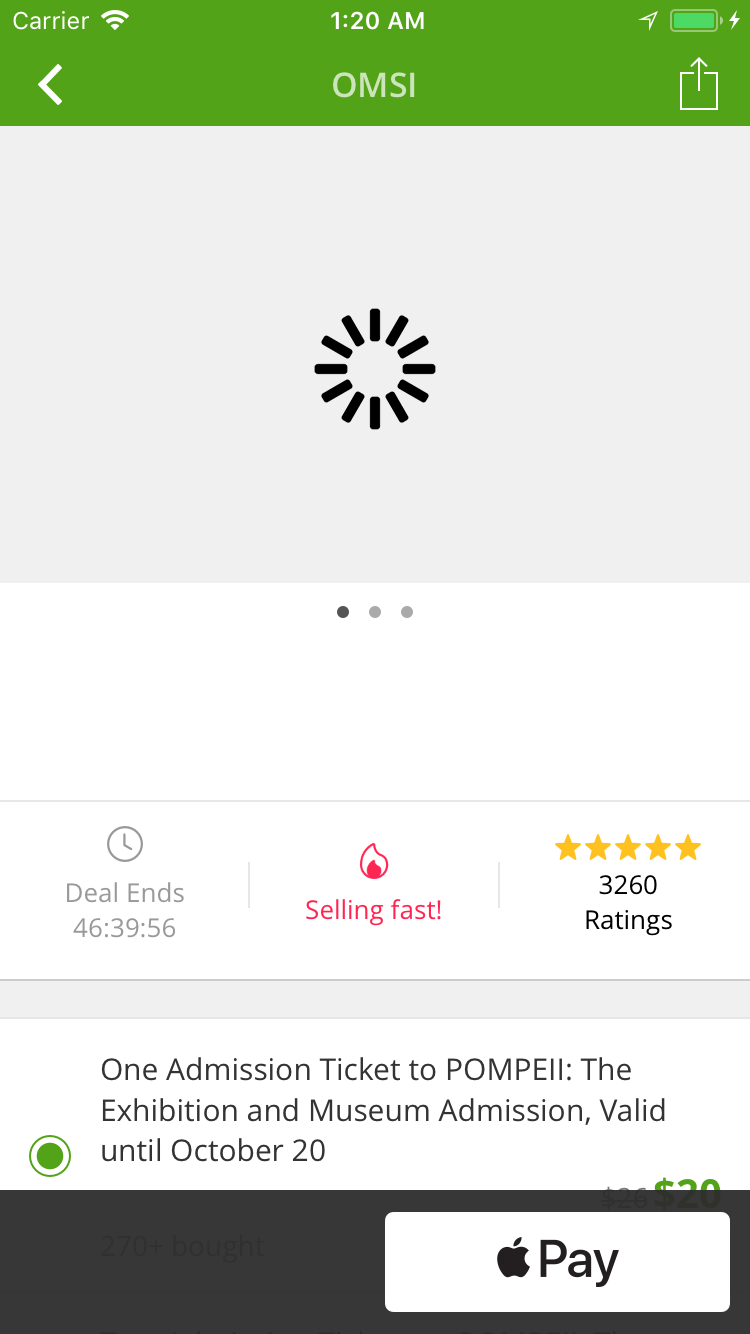 Carrier 1:20 AM
OMSI
Deal Ends
46:39:56
Selling fast!
3260
Ratings
One Admission Ticket to POMPEII: The
Exhibition and Museum Admission, Valid
until October 20
$26 $20
270+ bought
Pay